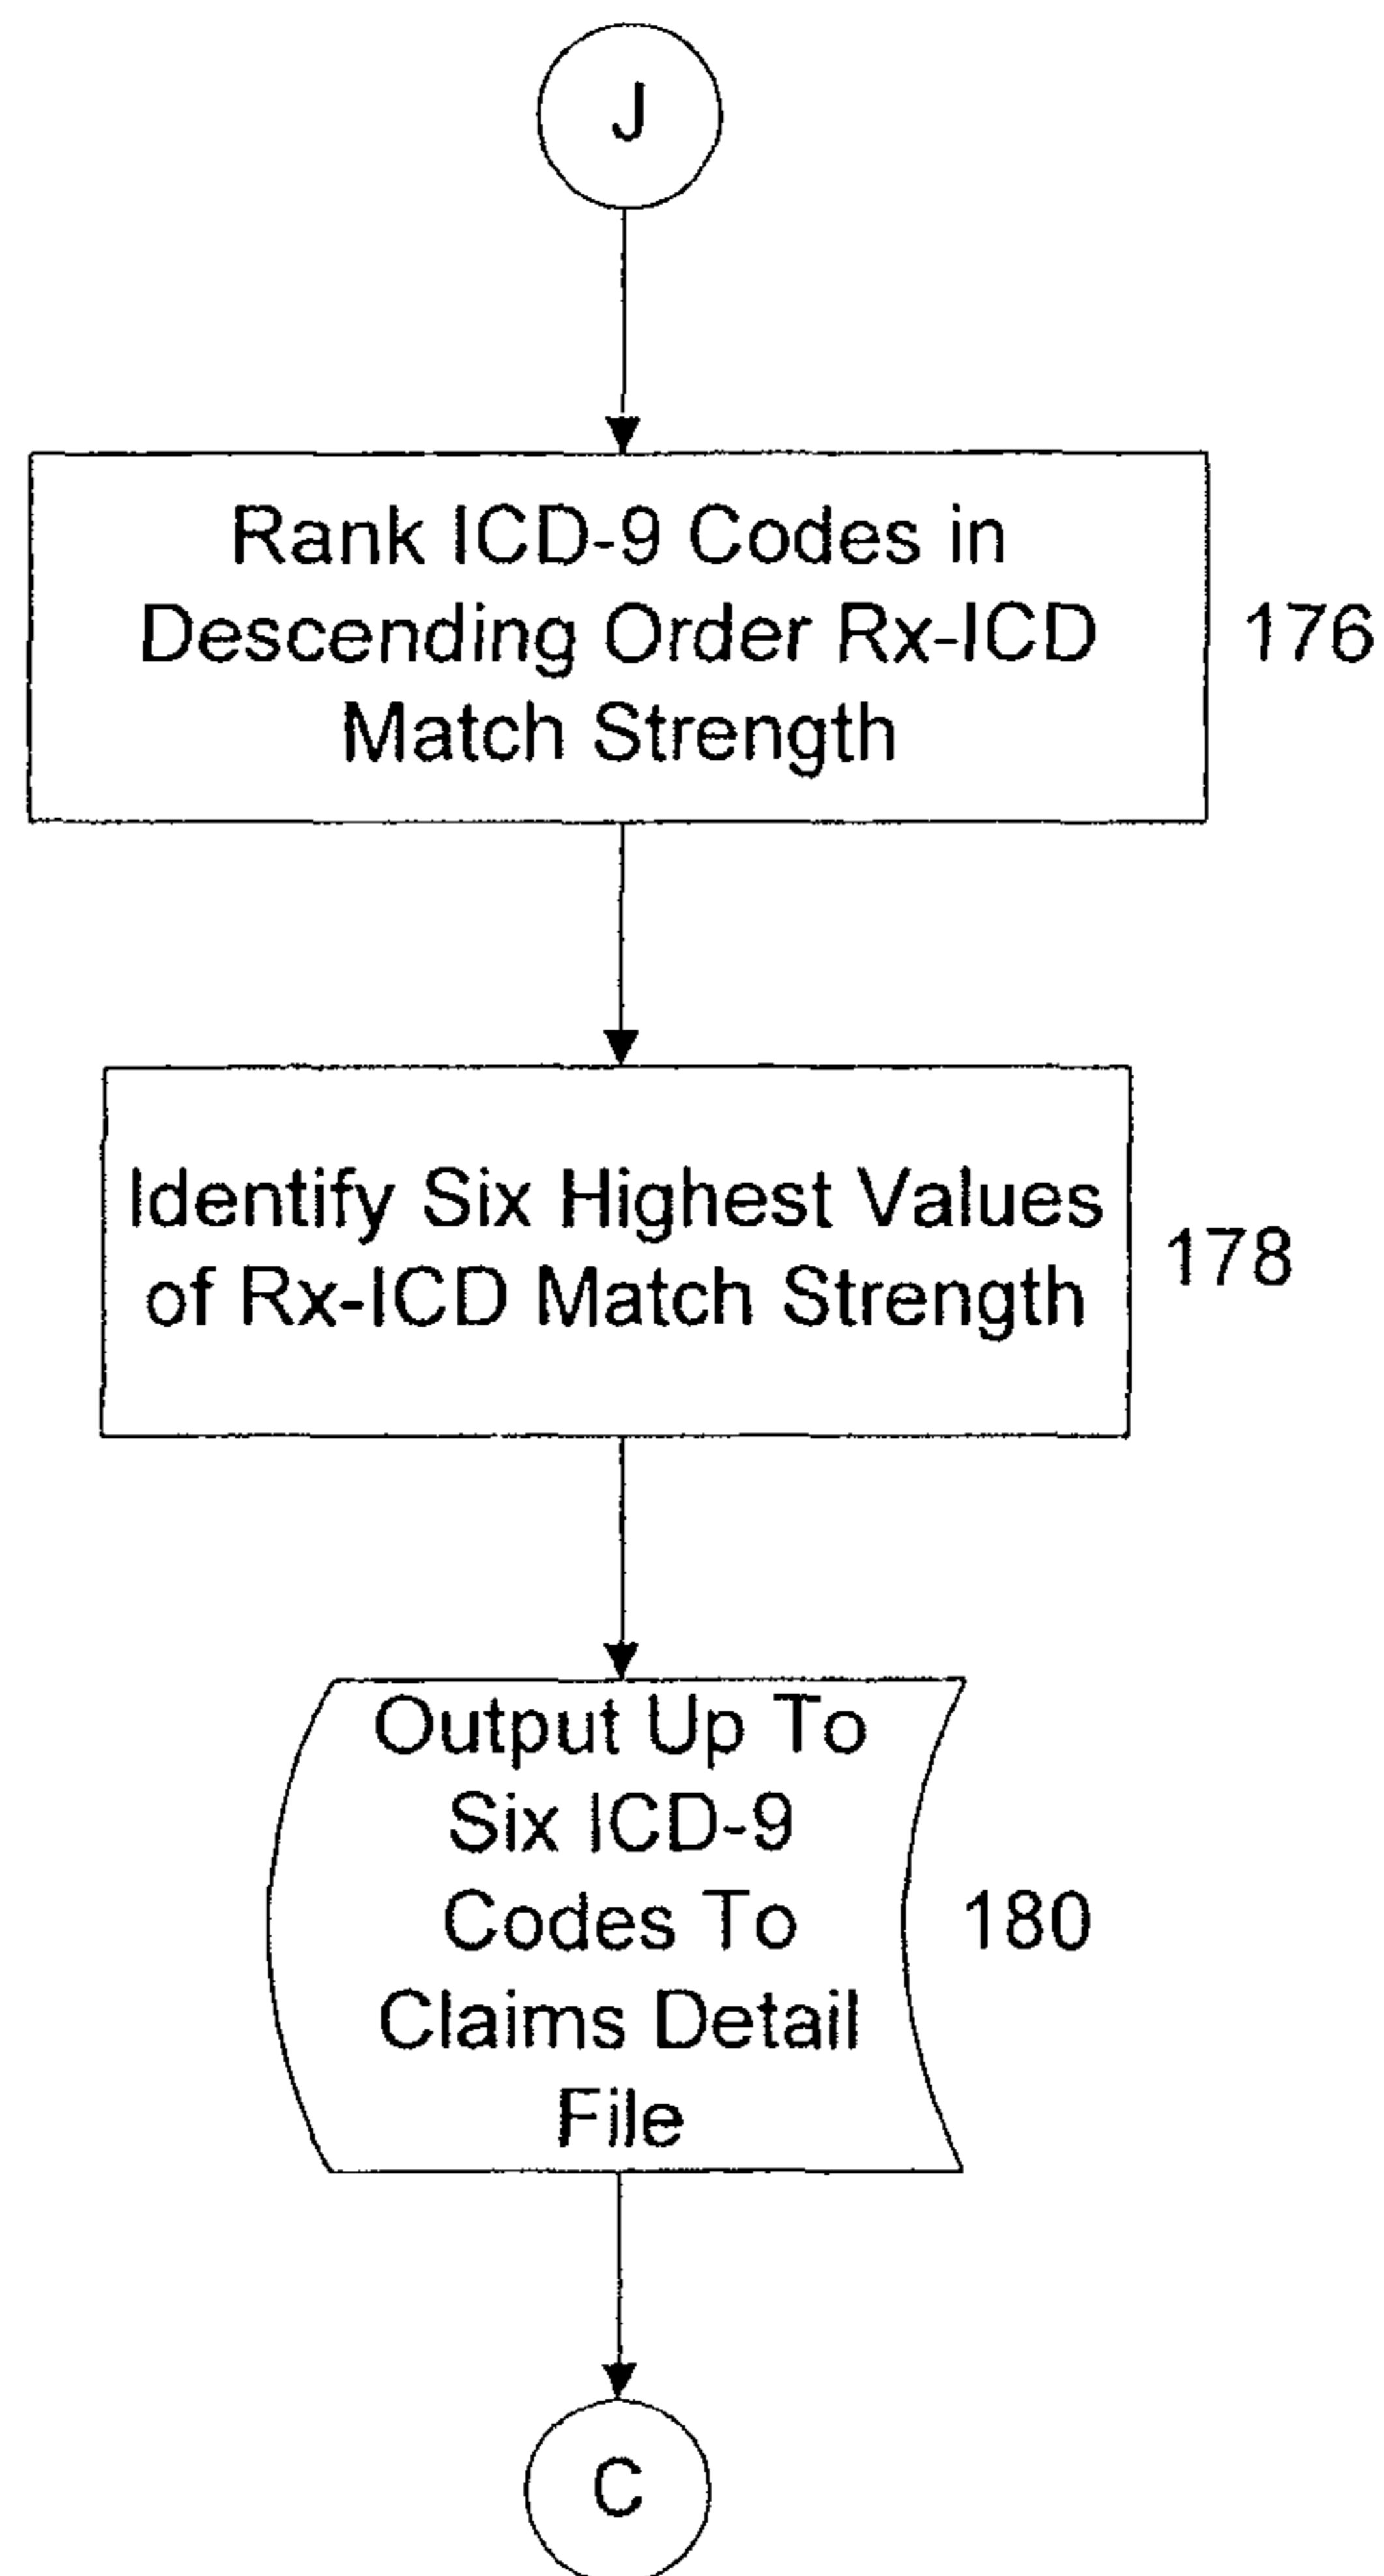 J
Rank ICD-9 Codes in
Descending Order Rx-ICD
Match Strength
176
Identify Six Highest Values
of Rx-ICD Match Strength
178
Output Up To
Six ICD-9
Codes To
Claims Detail
File
180
C